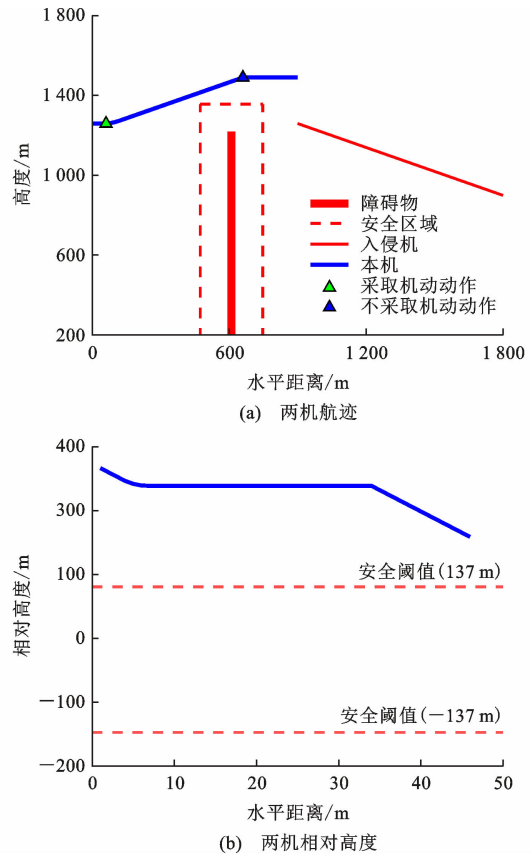 1 800
1 400
1 000
600
200
高度/m
障碍物
安全区域
入侵机
本机
采取机动动作
不采取机动动作
0
600
1 200
1 800
水平距离/m
(a) 两机航迹
400
300
100
0
-100
-200
相对高度/m
安全阈值(137 m)
安全阈值(-137 m)
0
10
20
30
40
50
水平距离/m
(b) 两机相对高度